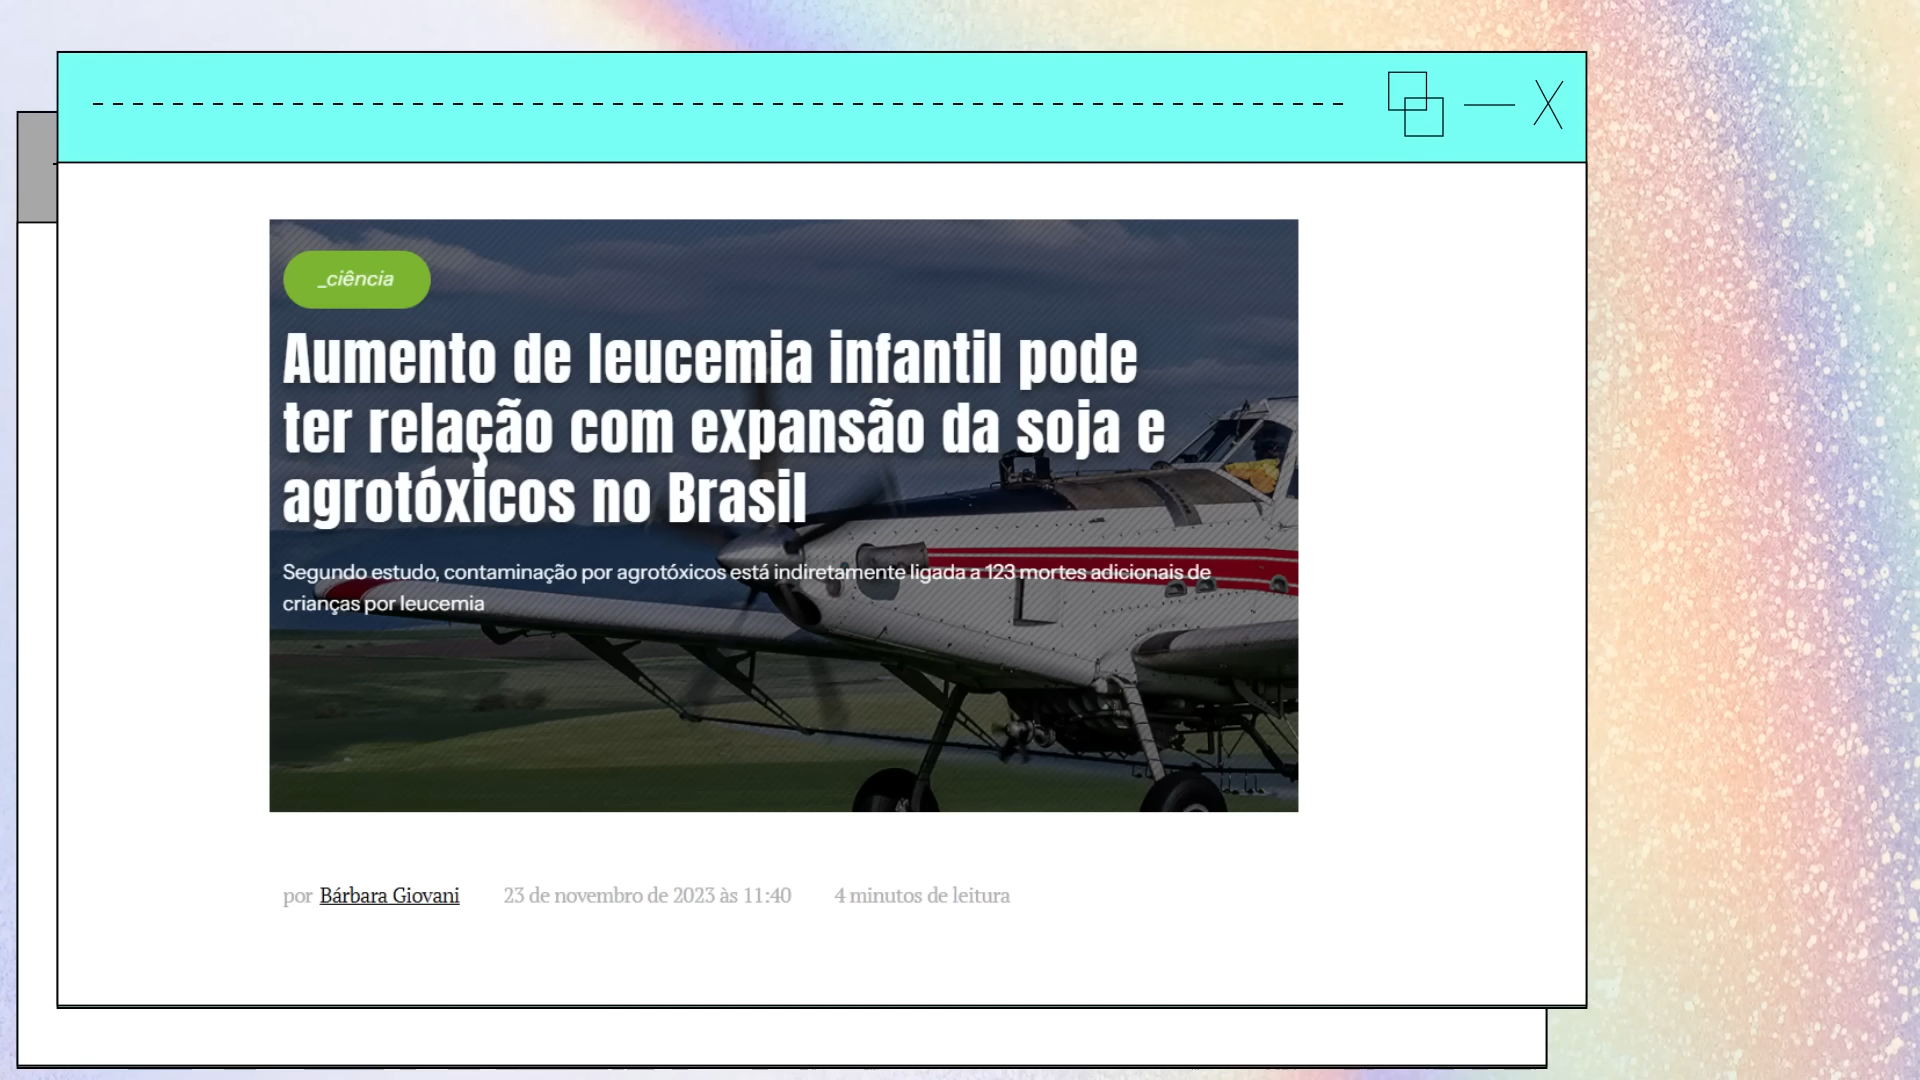 _ciência
Aumento de leucemia infantil pode
ter relação com expansão da soja e
agrotóxicos no Brasil
Segundo estudo, contaminação por agrotóxicos está indiretamente ligada a 123 mortes adicionais de
crianças por leucemia
por Bárbara Giovani 23 de novembro de 2023 às 11:40 4 minutos de leitura